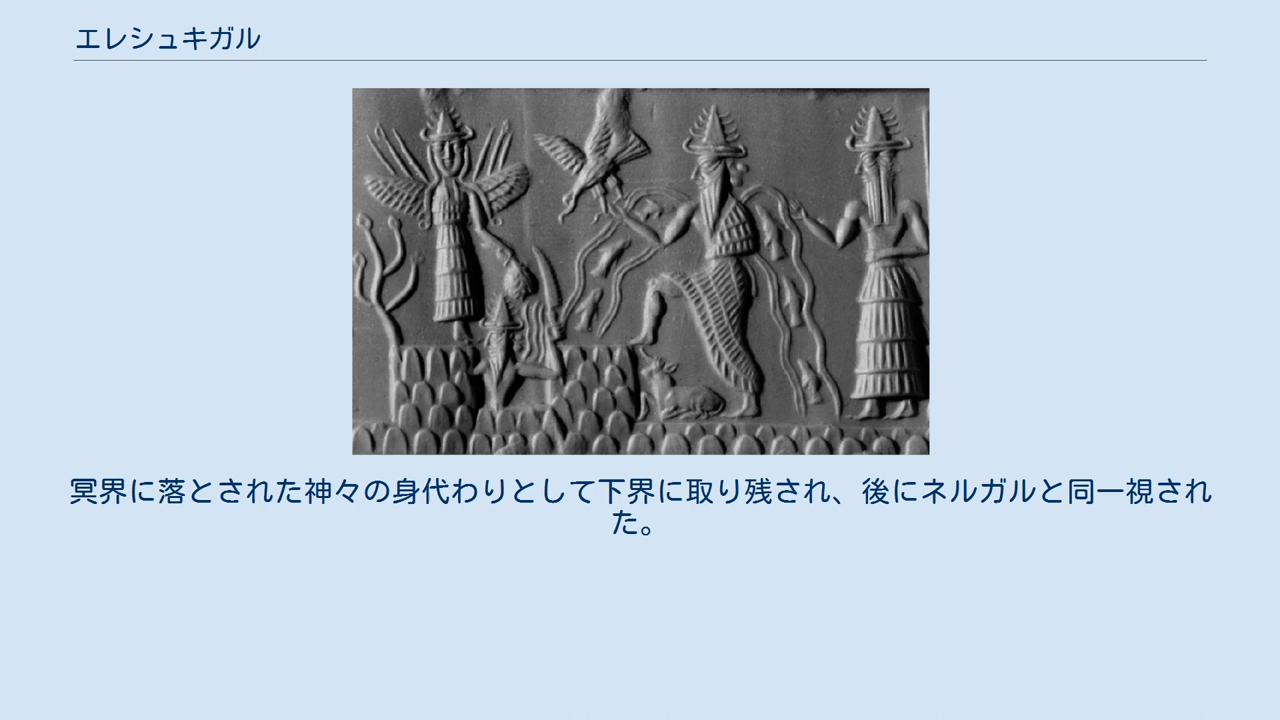 エレシュキガル
冥界に落とされた神々の身代わりとして下界に取り残され、後にネルガルと同一視され
た。